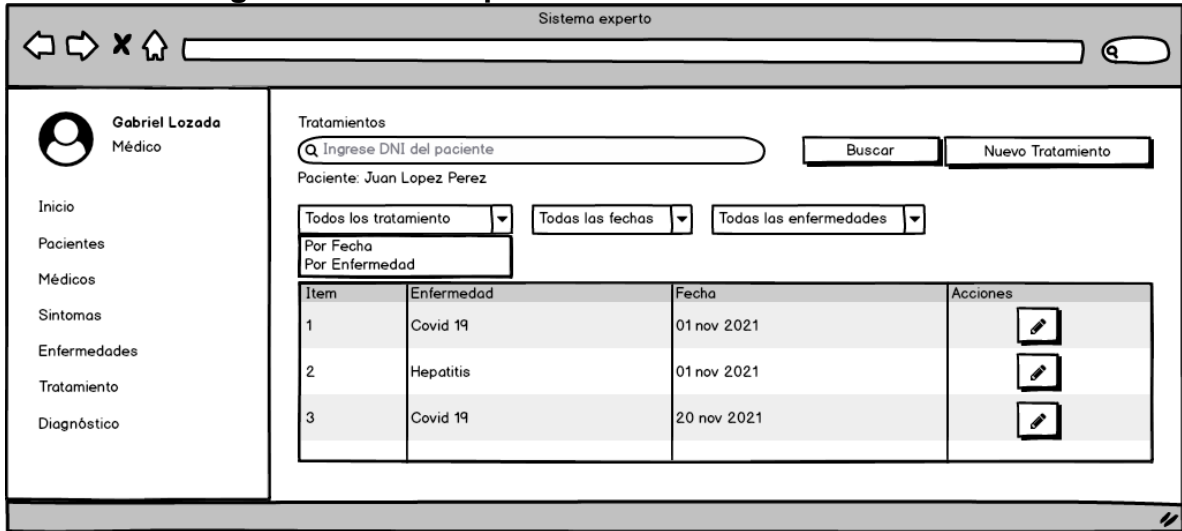 Sistema experto
Gabriel Lozada
Médico
Inicio
Pacientes
Médicos
Sintomas
Enfermedades
Tratamiento
Diagnóstico
Tratamientos
Ingrese DNI del paciente
Buscar
Nuevo Tratamiento
Paciente: Juan Lopez Perez
Todos los tratamiento Todas las fechas Todas las enfermedades
Por Fecha
Por Enfermedad
Item Enfermedad Fecha Acciones
1 Covid 19 01 nov 2021
2 Hepatitis 01 nov 2021
3 Covid 19 20 nov 2021